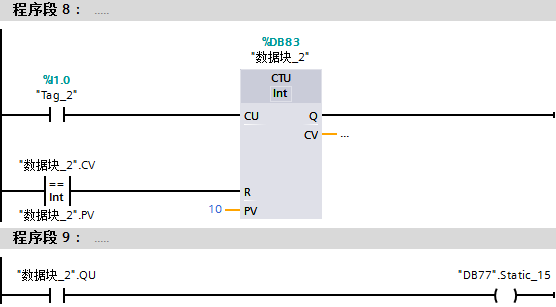 程序段 8： .....
%DB83
"数据块_2"
%I1.0
"Tag_2"
CTU
Int
CU
Q
CV
...
"数据块_2".CV
==
Int
"数据块_2".PV
R
10
PV
程序段 9： .....
"数据块_2".QU
"DB77".Static_15